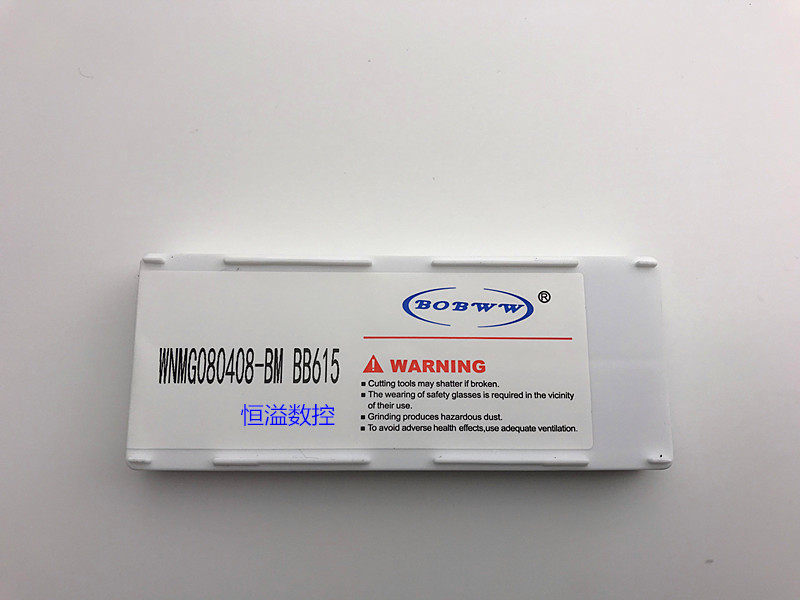 BOBWW®
WNMG080408-BM BB615
恒溢数控
WARNING
▪ Cutting tools may shatter if broken.
▪ The wearing of safety glasses is required in the vicinity
of their use.
▪ Grinding produces hazardous dust.
▪ To avoid adverse health effects,use adequate ventilation.